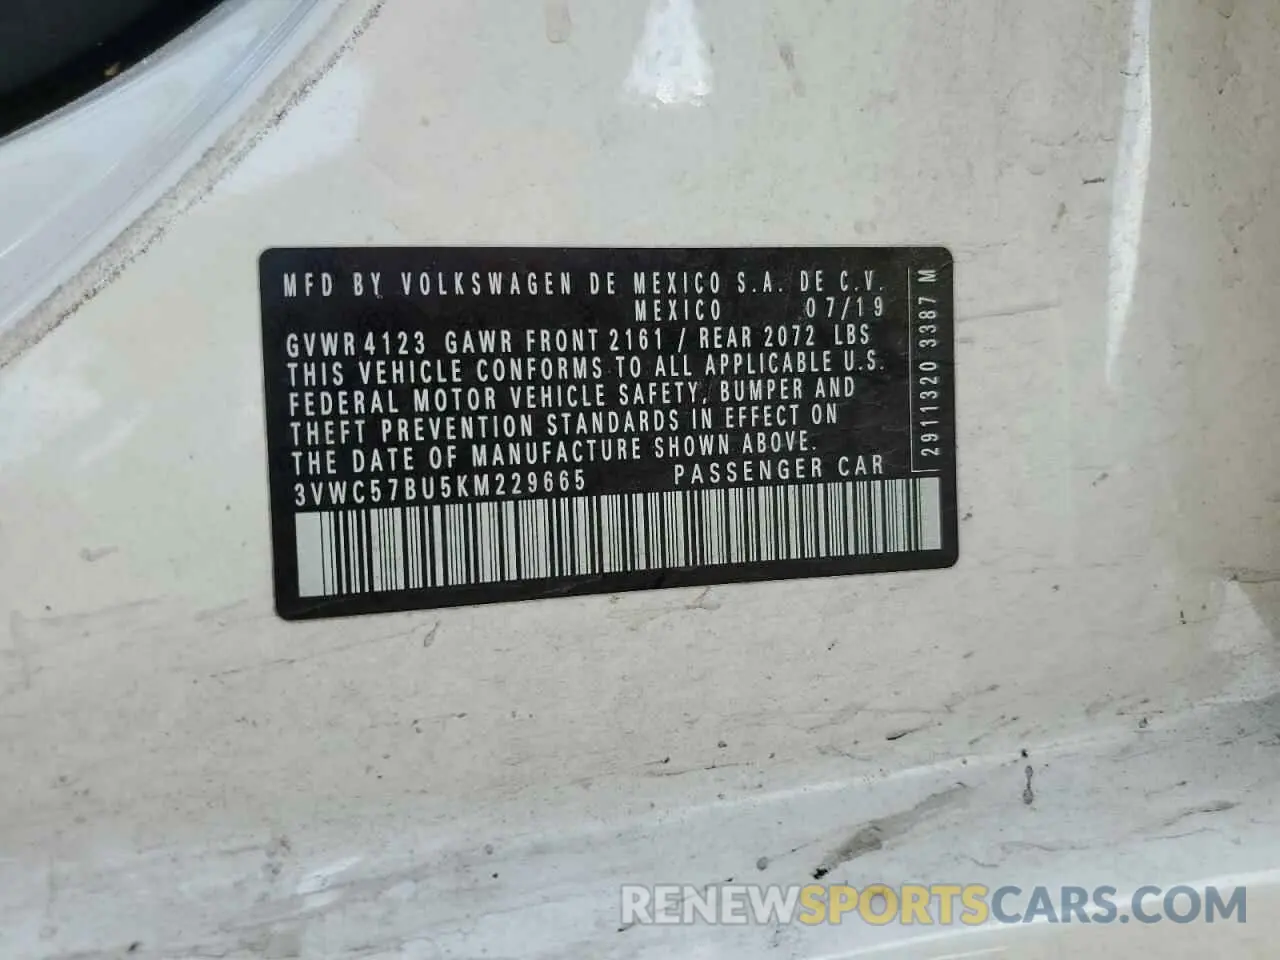 MFD BY VOLKSWAGEN DE MEXICO S.A. DE C.V.
MEXICO 07/19
GVWR 4123 GAWR FRONT 2161 / REAR 2072 LBS
THIS VEHICLE CONFORMS TO ALL APPLICABLE U.S.
FEDERAL MOTOR VEHICLE SAFETY, BUMPER AND
THEFT PREVENTION STANDARDS IN EFFECT ON
THE DATE OF MANUFACTURE SHOWN ABOVE.
3VWC57BU5KM229665 PASSENGER CAR
2911320 3387 M
RENEWSPORTSCARS.COM